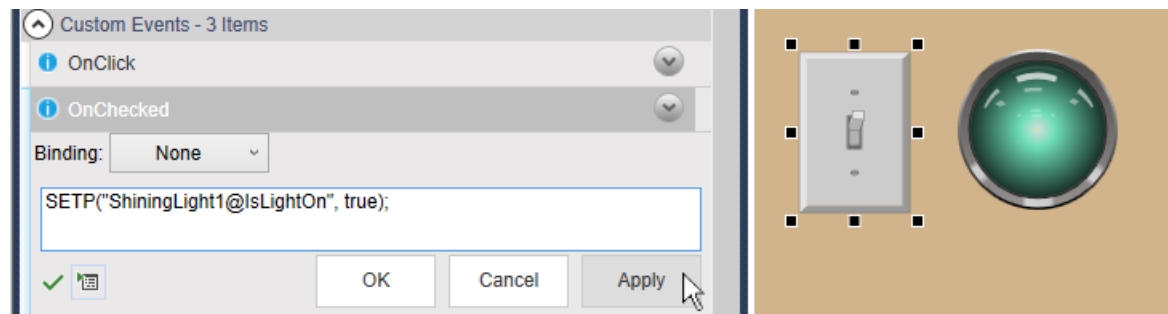 Custom Events - 3 Items
OnClick
OnChecked
Binding: None
SETP("ShiningLight1@IsLightOn", true);
OK Cancel Apply